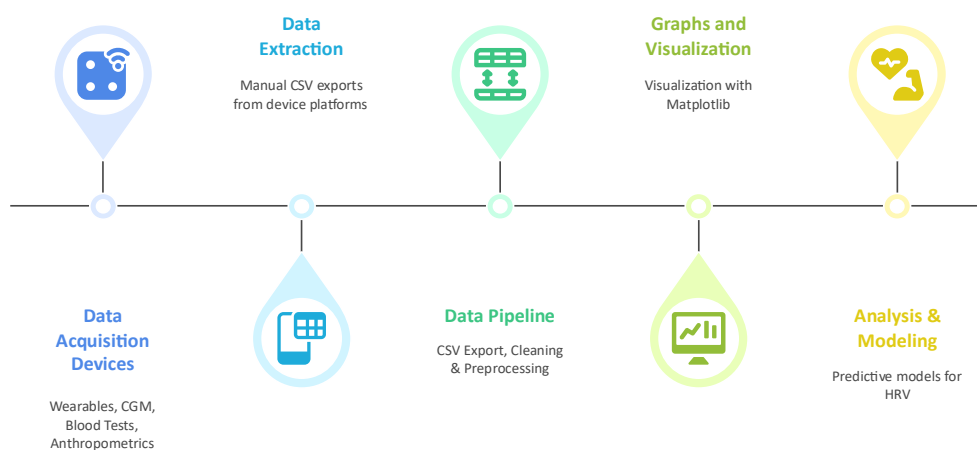 Data
Acquisition
Devices
Wearables, CGM,
Blood Tests,
Anthropometrics
Data
Extraction
Manual CSV exports
from device platforms
Data Pipeline
CSV Export, Cleaning
& Preprocessing
Graphs and
Visualization
Visualization with
Matplotlib
Analysis &
Modeling
Predictive models for
HRV